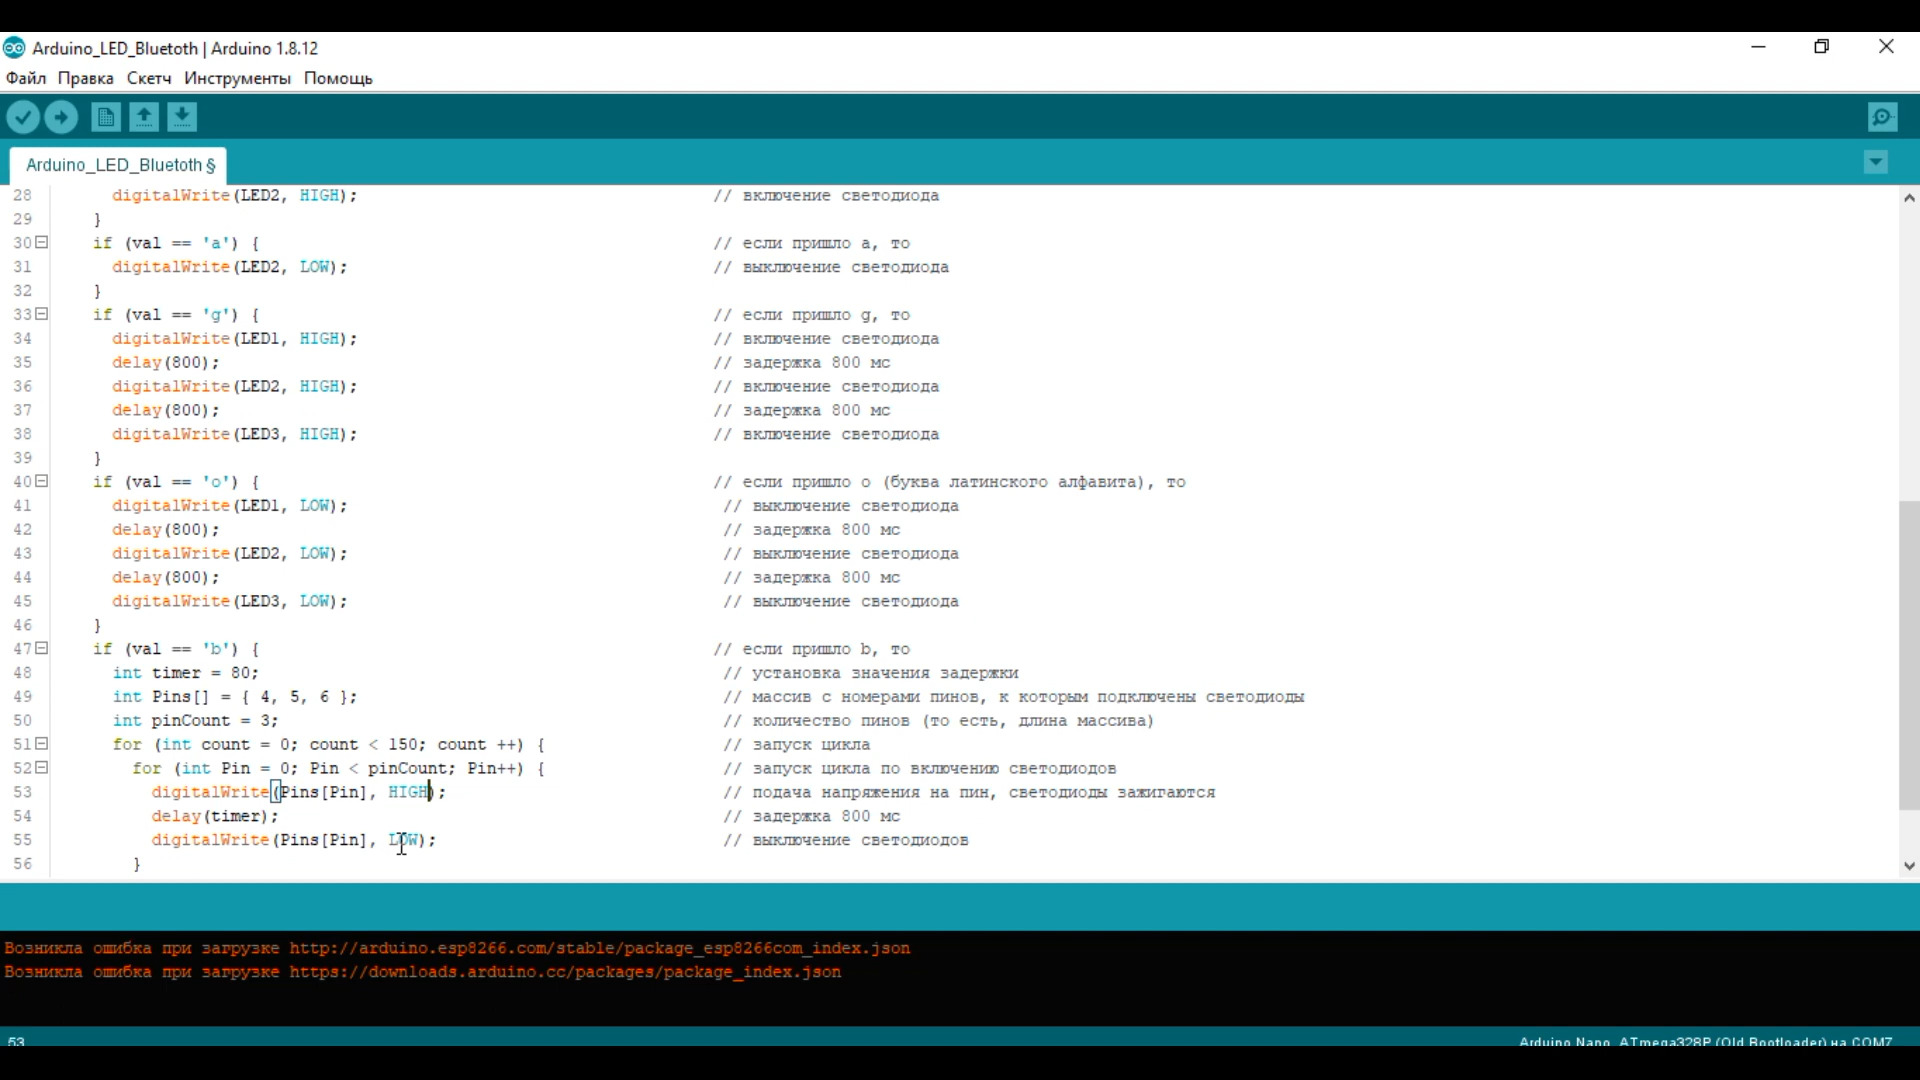 Arduino_LED_Bluetoth | Arduino 1.8.12
Файл Правка Скетч Инструменты Помощь
Arduino_LED_Bluetoth §
28 digitalWrite(LED2, HIGH); // включение светодиода
29 }
30 if (val == 'a') { // если пришло a, то
31 digitalWrite(LED2, LOW); // выключение светодиода
32 }
33 if (val == 'g') { // если пришло g, то
34 digitalWrite(LED1, HIGH); // включение светодиода
35 delay(800); // задержка 800 мс
36 digitalWrite(LED2, HIGH); // включение светодиода
37 delay(800); // задержка 800 мс
38 digitalWrite(LED3, HIGH); // включение светодиода
39 }
40 if (val == 'o') { // если пришло o (буква латинского алфавита), то
41 digitalWrite(LED1, LOW); // выключение светодиода
42 delay(800); // задержка 800 мс
43 digitalWrite(LED2, LOW); // выключение светодиода
44 delay(800); // задержка 800 мс
45 digitalWrite(LED3, LOW); // выключение светодиода
46 }
47 if (val == 'b') { // если пришло b, то
48 int timer = 80; // установка значения задержки
49 int Pins[] = { 4, 5, 6 }; // массив с номерами пинов, к которым подключены светодиоды
50 int pinCount = 3; // количество пинов (то есть, длина массива)
51 for (int count = 0; count < 150; count ++) { // запуск цикла
52 for (int Pin = 0; Pin < pinCount; Pin++) { // запуск цикла по включению светодиодов
53 digitalWrite(Pins[Pin], HIGH); // подача напряжения на пин, светодиоды зажигаются
54 delay(timer); // задержка 800 мс
55 digitalWrite(Pins[Pin], LOW); // выключение светодиодов
56 }
Возникла ошибка при загрузке http://arduino.esp8266.com/stable/package_esp8266com_index.json
Возникла ошибка при загрузке https://downloads.arduino.cc/packages/package_index.json
53 Arduino Nano, ATmega328P (Old Bootloader) на COM7